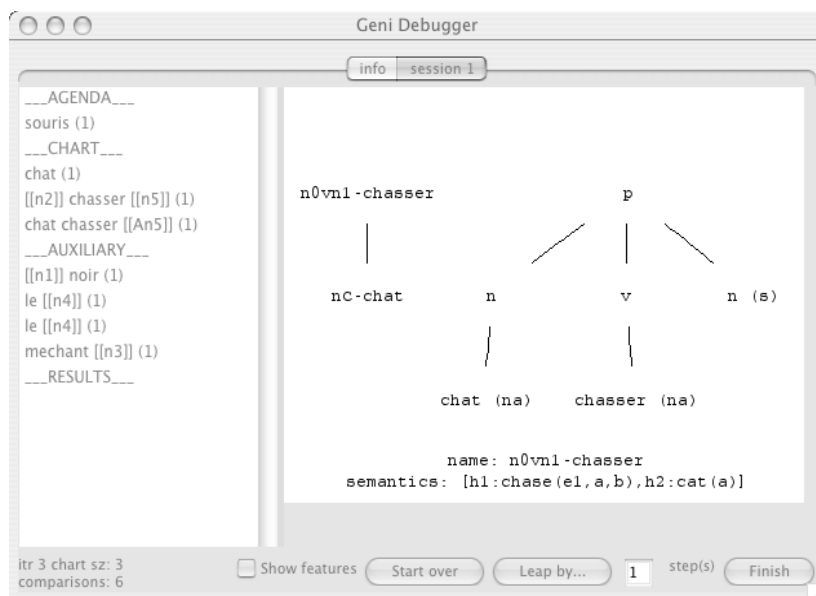 Geni Debugger
info session 1
___AGENDA___
souris (1)
___CHART___
chat (1)
[[n2]] chasser [[n5]] (1)
chat chasser [[An5]] (1)
___AUXILIARY___
[[n1]] noir (1)
le [[n4]] (1)
le [[n4]] (1)
mechant [[n3]] (1)
___RESULTS___
n0vn1-chasser p
nC-chat n v n (s)
chat (na) chasser (na)
name: n0vn1-chasser
semantics: [h1:chase(e1,a,b),h2:cat(a)]
itr 3 chart sz: 3
comparisons: 6
Show features Start over Leap by... 1 step(s) Finish